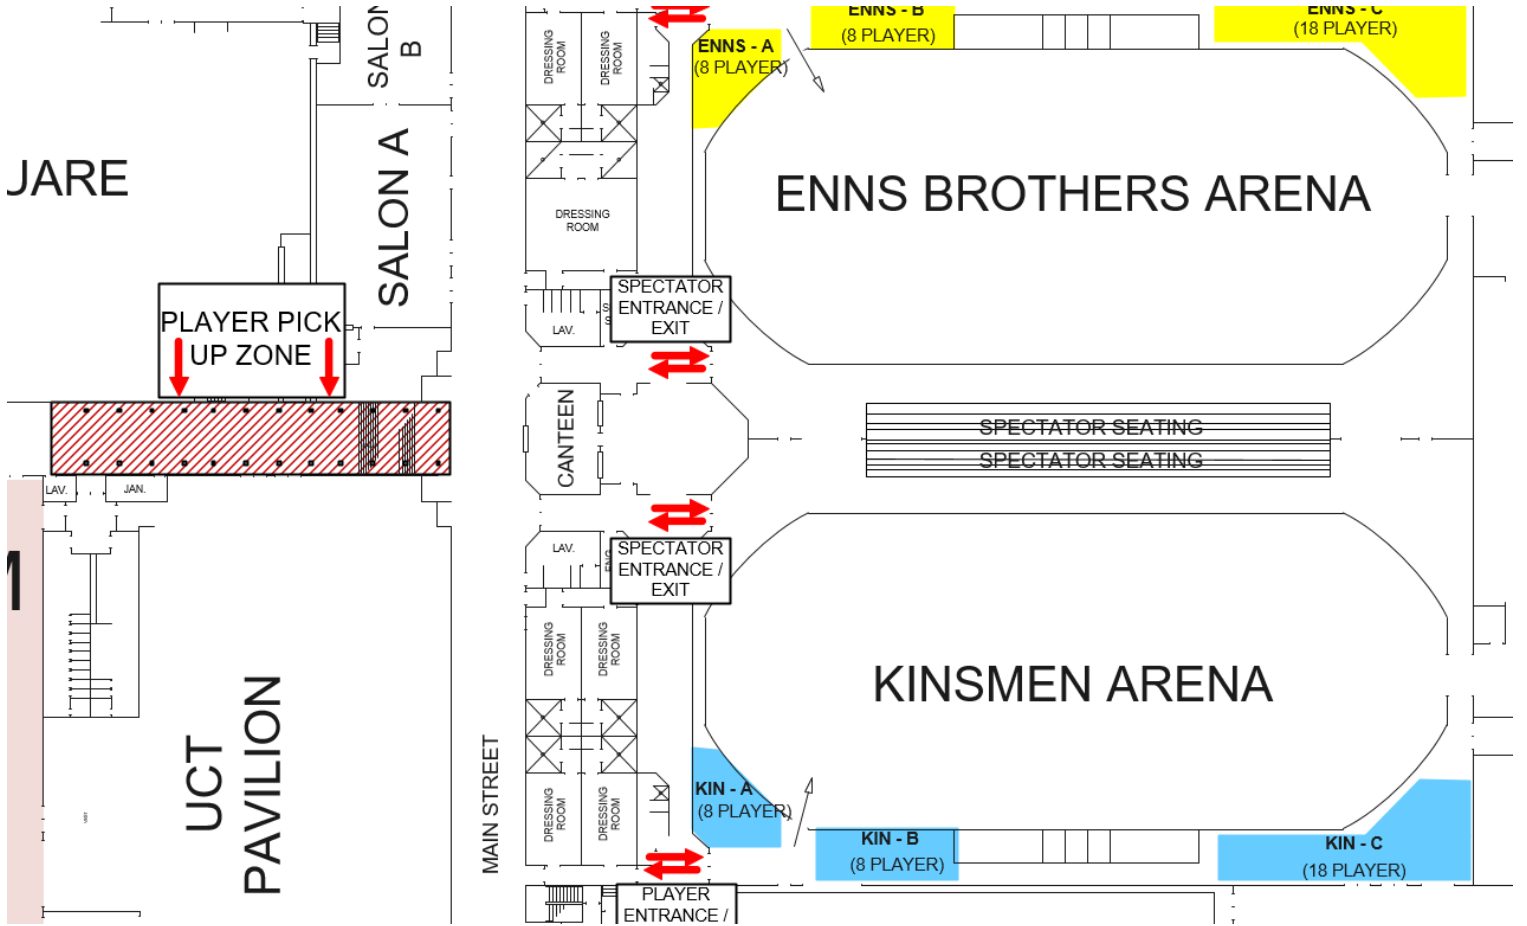 SALON
B
DRESSING
ROOM
DRESSING
ROOM
ENNS - A
(8 PLAYER)
ENNS - B
(8 PLAYER)
ENNS - C
(18 PLAYER)
SALON A
ENNS BROTHERS ARENA
DRESSING
ROOM
PLAYER PICK
UP ZONE
SPECTATOR
ENTRANCE /
EXIT
LAV.
CANTEEN
SPECTATOR SEATING
SPECTATOR SEATING
LAV.
JAN.
LAV.
SPECTATOR
ENTRANCE /
EXIT
DRESSING
ROOM
DRESSING
ROOM
KINSMEN ARENA
UCT
PAVILION
MAIN STREET
DRESSING
ROOM
DRESSING
ROOM
KIN - A
(8 PLAYER)
KIN - B
(8 PLAYER)
KIN - C
(18 PLAYER)
PLAYER
ENTRANCE /